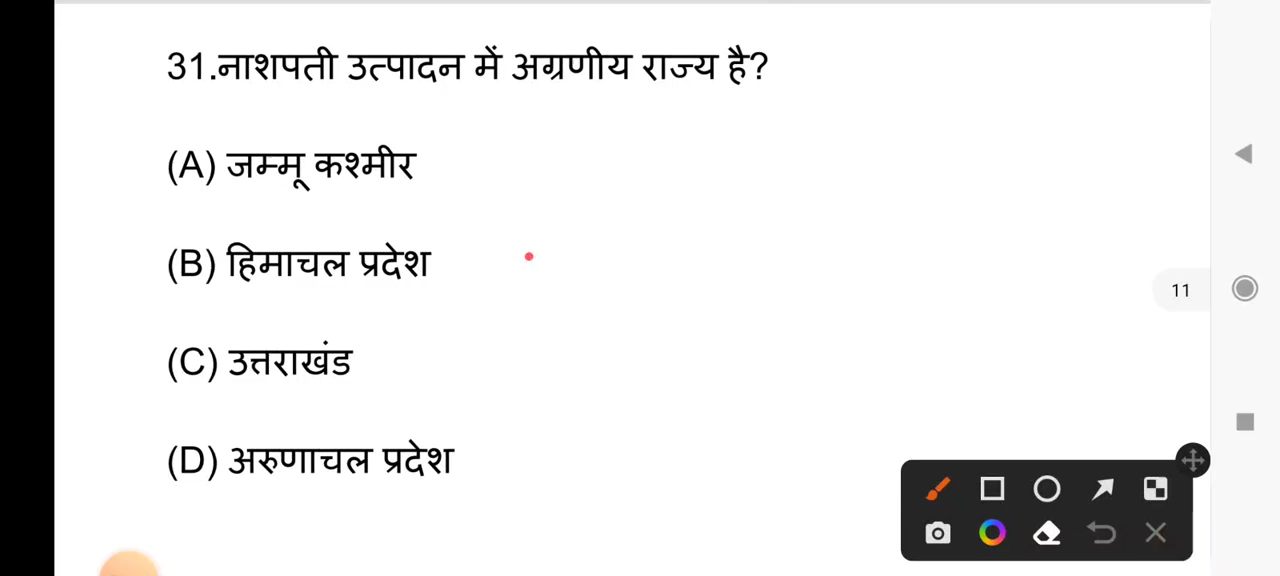 31.नाशपती उत्पादन में अग्रणीय राज्य है?
(A) जम्मू कश्मीर
(B) हिमाचल प्रदेश
11
(C) उत्तराखंड
(D) अरुणाचल प्रदेश